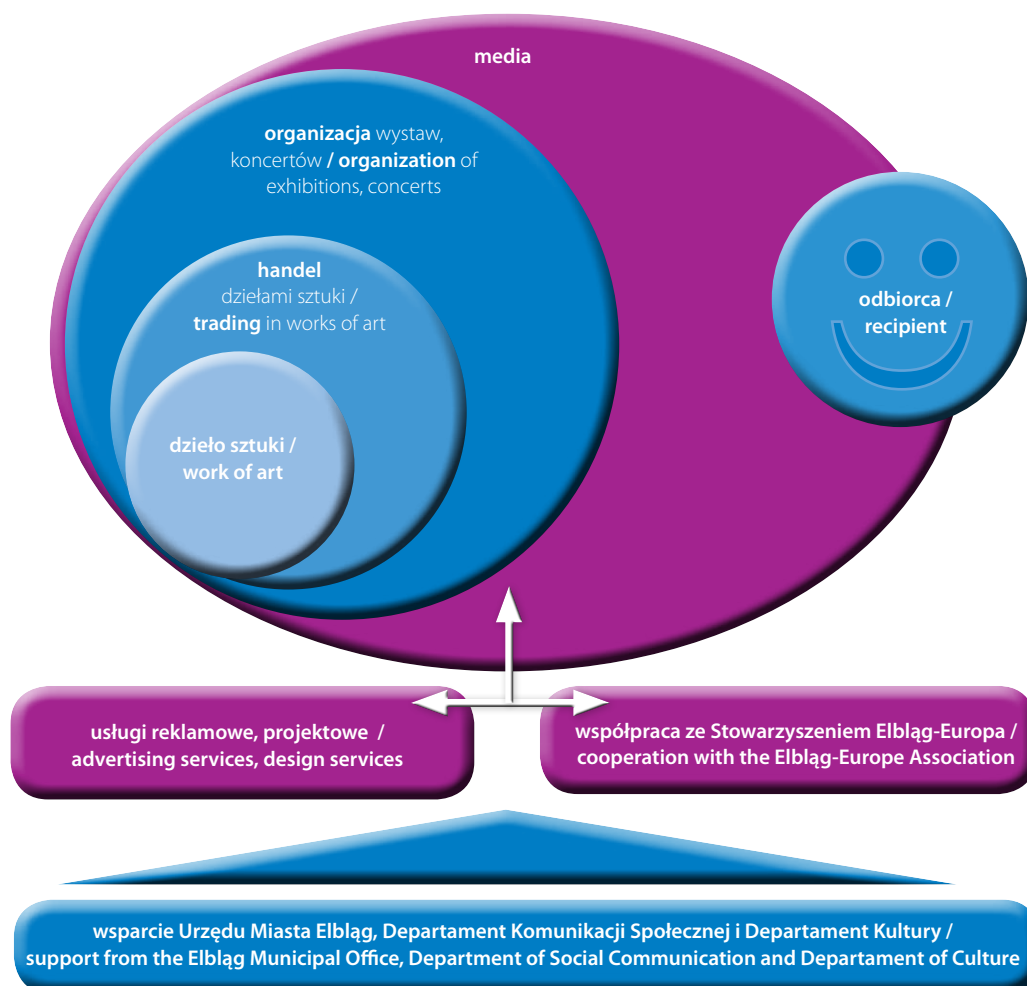 media
organizacja wystaw,
koncertów / organization of
exhibitions, concerts
handel
dziełami sztuki /
trading in works of art
dzieło sztuki /
work of art
odbiorca /
recipient
usługi reklamowe, projektowe /
advertising services, design services
współpraca ze Stowarzyszeniem Elbląg-Europa /
cooperation with the Elbląg-Europe Association
wsparcie Urzędu Miasta Elbląg, Departament Komunikacji Społecznej i Departament Kultury /
support from the Elbląg Municipal Office, Department of Social Communication and Departament of Culture